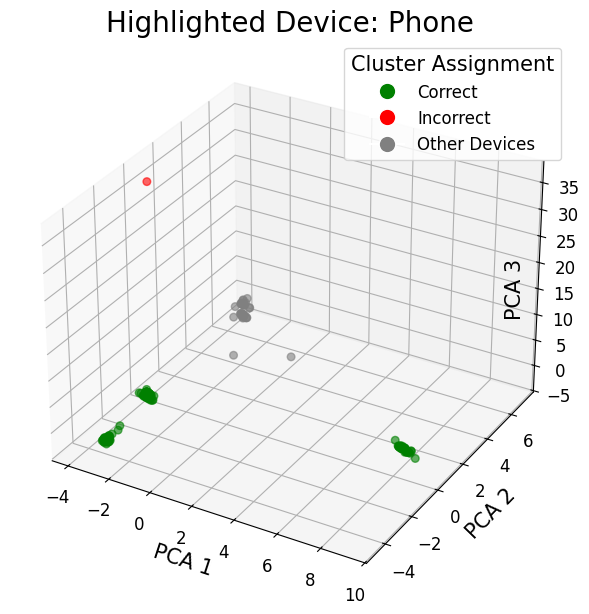 Highlighted Device: Phone
Cluster Assignment
Correct
Incorrect
Other Devices
35
30
25
20
15
10
5
0
−5
PCA 3
6
4
2
0
−2
−4
PCA 2
−4
−2
0
2
4
6
8
10
PCA 1